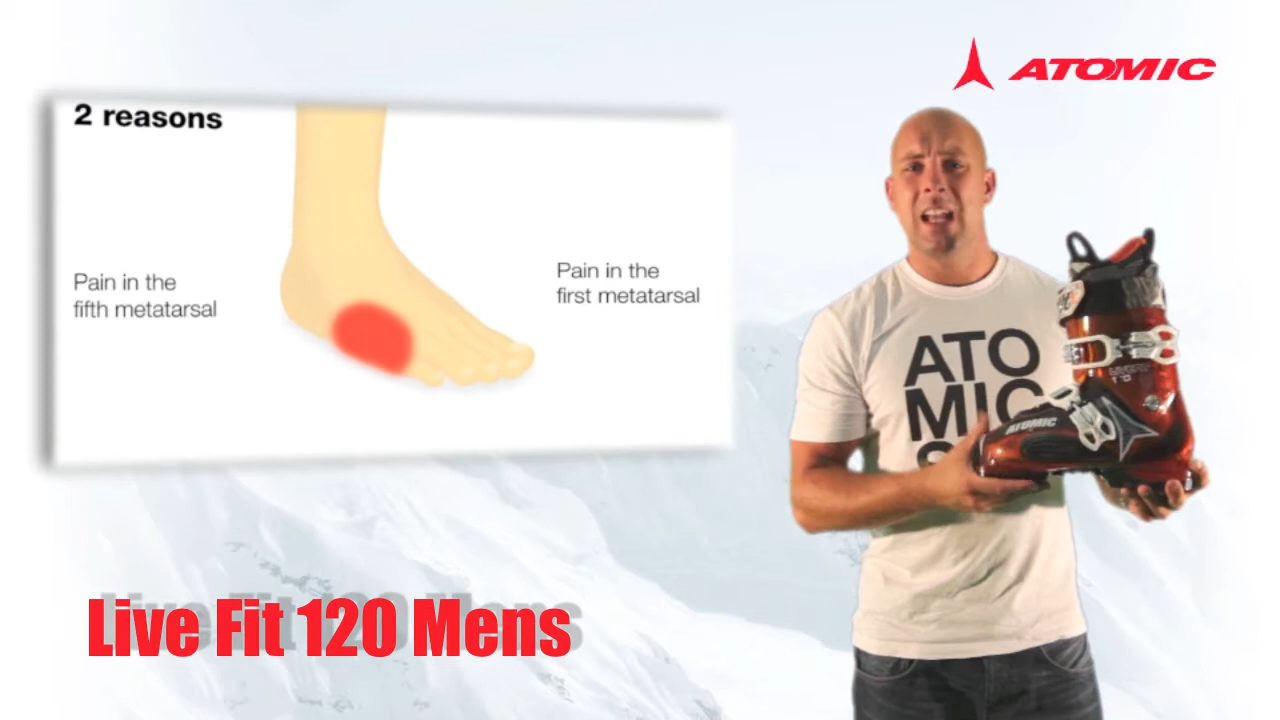 ATOMIC
2 reasons
Pain in the
fifth metatarsal
Pain in the
first metatarsal
ATO
MIC
ATOMIC
Live Fit 120 Mens